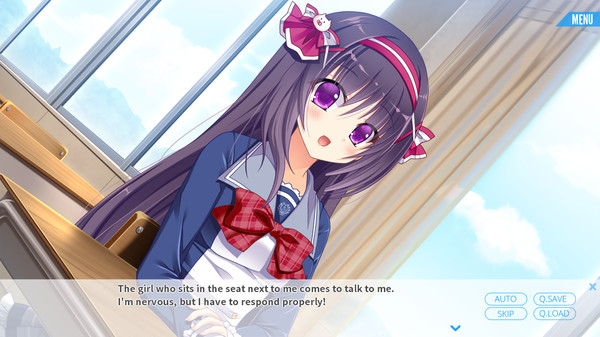 MENU
The girl who sits in the seat next to me comes to talk to me.
I'm nervous, but I have to respond properly!
AUTO
Q.SAVE
SKIP
Q.LOAD